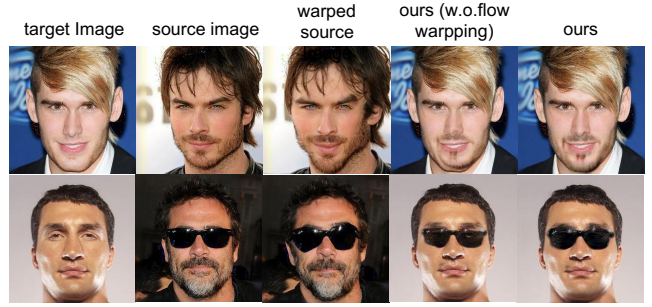 target Image
source image
warped
source
ours (w.o.flow
warpping)
ours